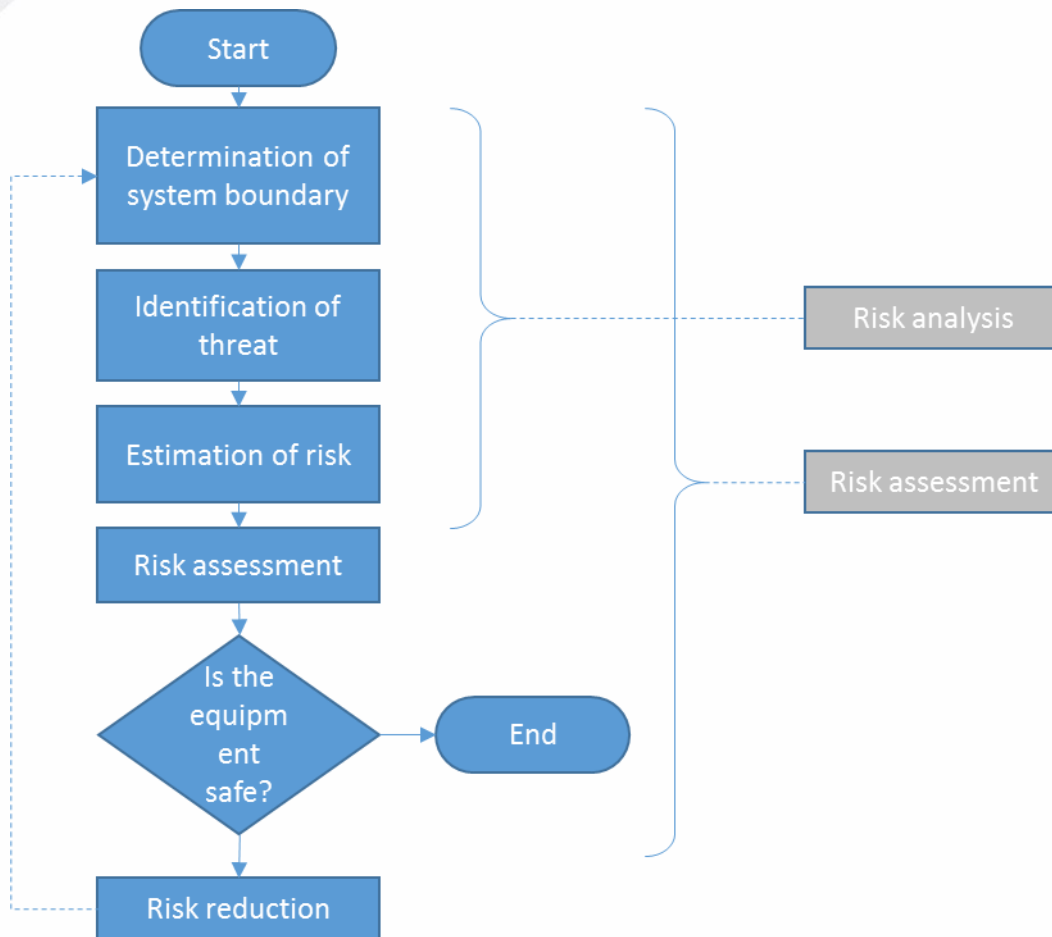 Start
Determination of
system boundary
Identification of
threat
Risk analysis
Estimation of risk
Risk assessment
Risk assessment
Is the
equipm
ent
safe?
End
Risk reduction